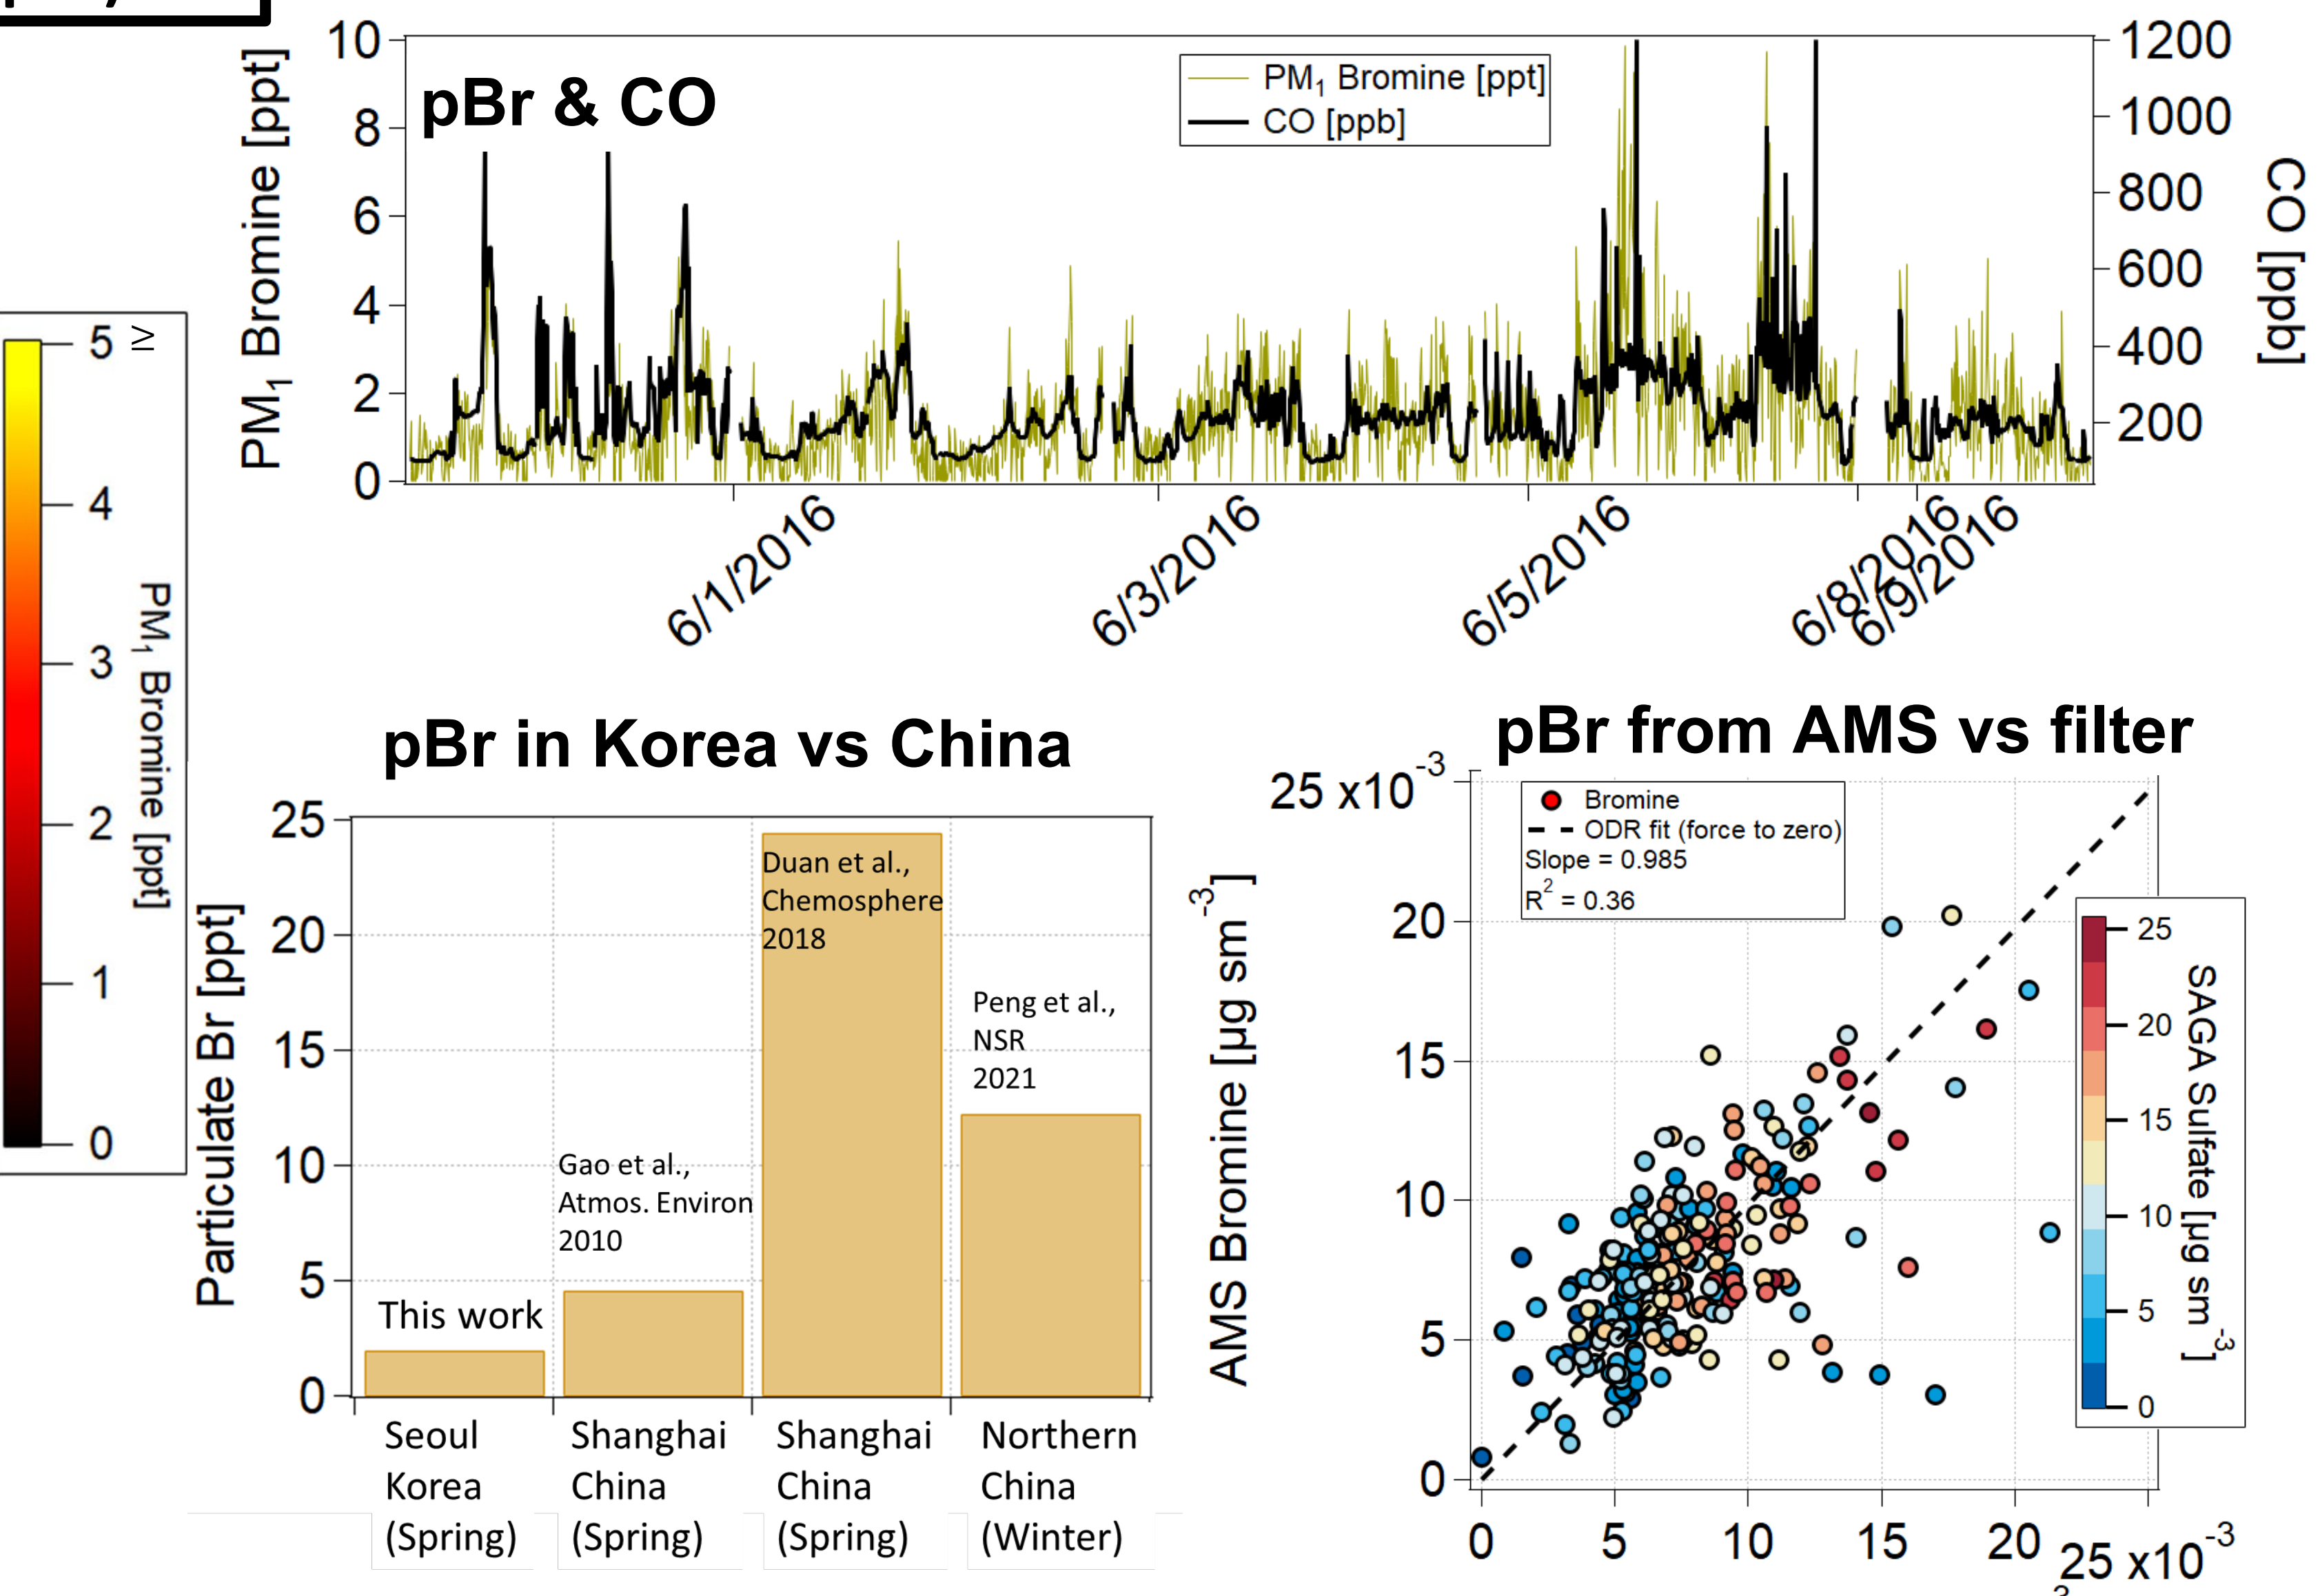 10
8
6
4
2
0
PM1 Bromine [ppt]
pBr & CO
PM1 Bromine [ppt]
CO [ppb]
1200
1000
800
600
400
200
CO [ppb]
6/1/2016
6/3/2016
6/5/2016
6/8/2016
6/9/2016
5 ≥
4
3
2
1
0
PM1 Bromine [ppt]
pBr in Korea vs China
25
20
15
10
5
0
Particulate Br [ppt]
This work
Gao et al.,
Atmos. Environ
2010
Duan et al.,
Chemosphere
2018
Peng et al.,
NSR
2021
Seoul
Korea
(Spring)
Shanghai
China
(Spring)
Shanghai
China
(Spring)
Northern
China
(Winter)
pBr from AMS vs filter
25 x10-3
20
15
10
5
0
AMS Bromine [µg sm-3]
Bromine
ODR fit (force to zero)
Slope = 0.985
R2 = 0.36
25
20
15
10
5
0
SAGA Sulfate [µg sm-3]
0
5
10
15
20
25 x10-3